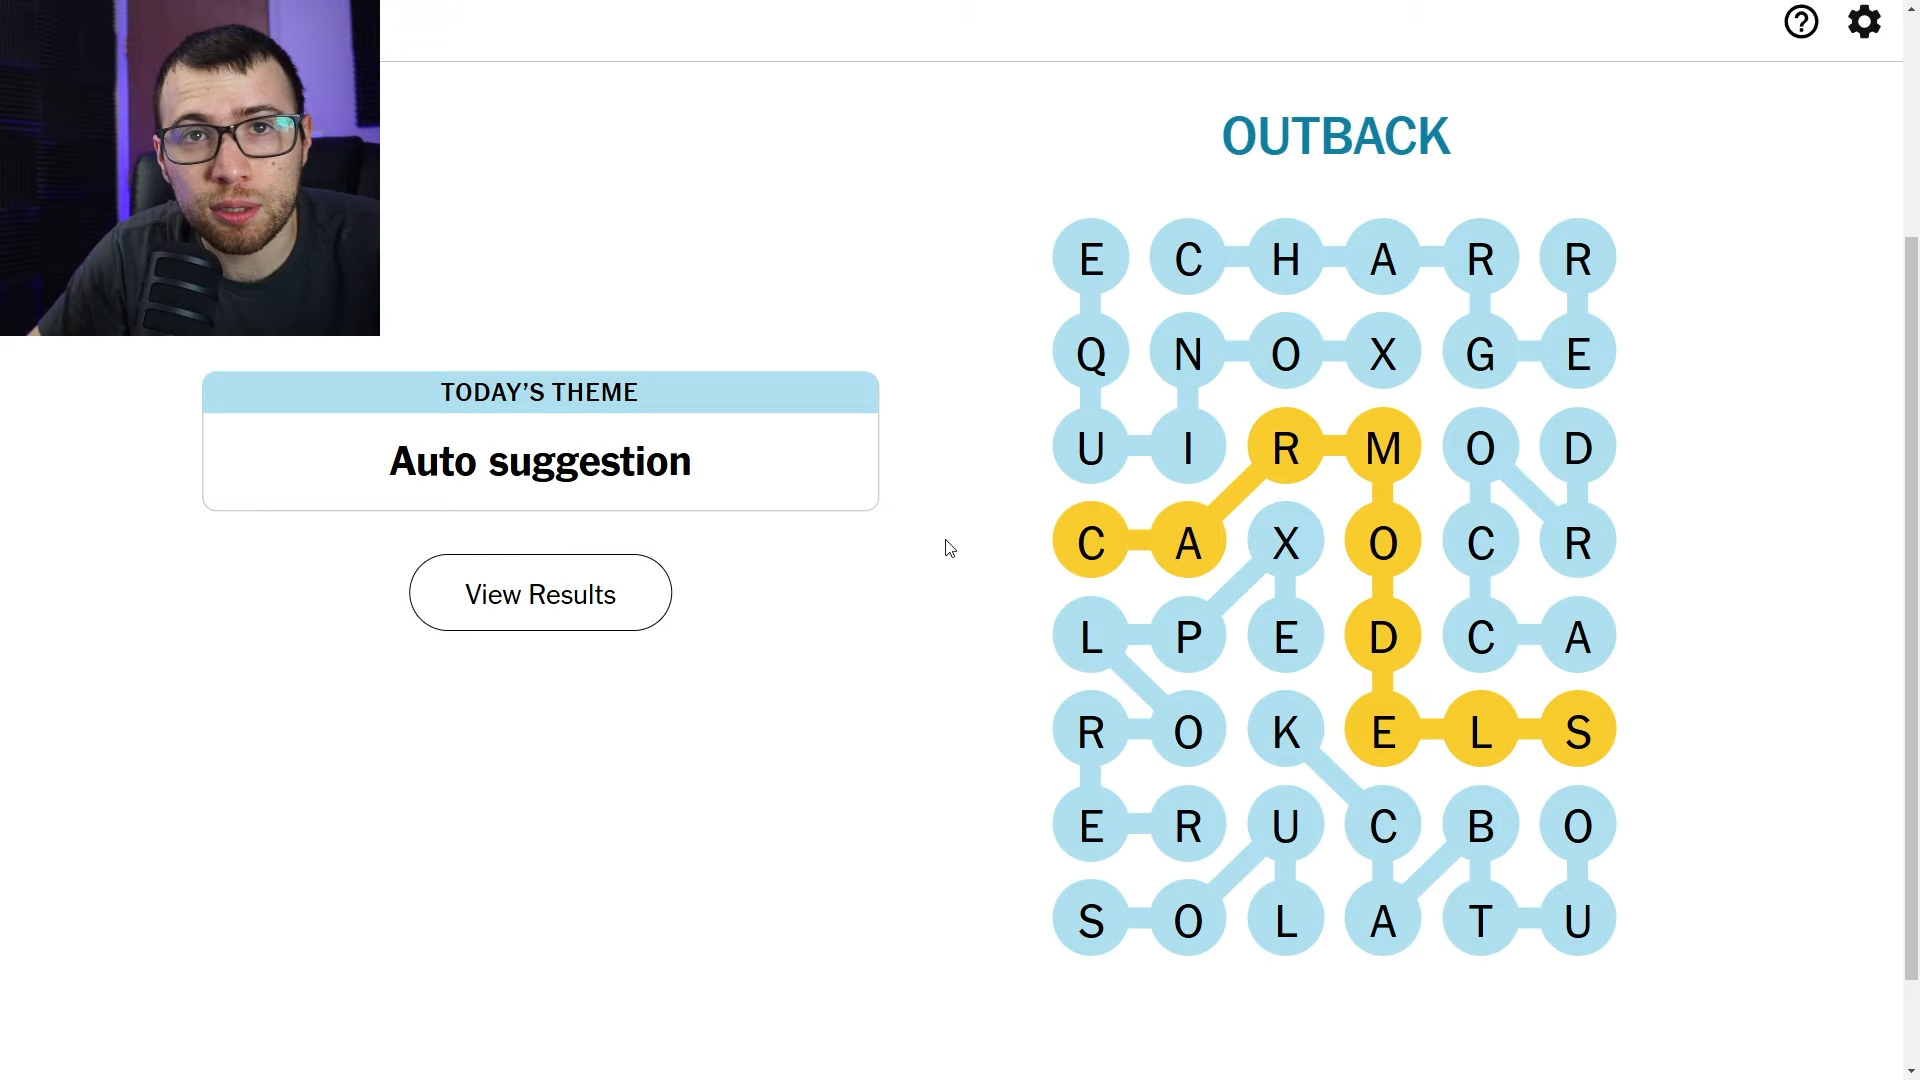 OUTBACK
TODAY'S THEME
Auto suggestion
View Results
E C H A R R
Q N O X G E
U I R M O D
C A X O C R
L P E D C A
R O K E L S
E R U C B O
S O L A T U